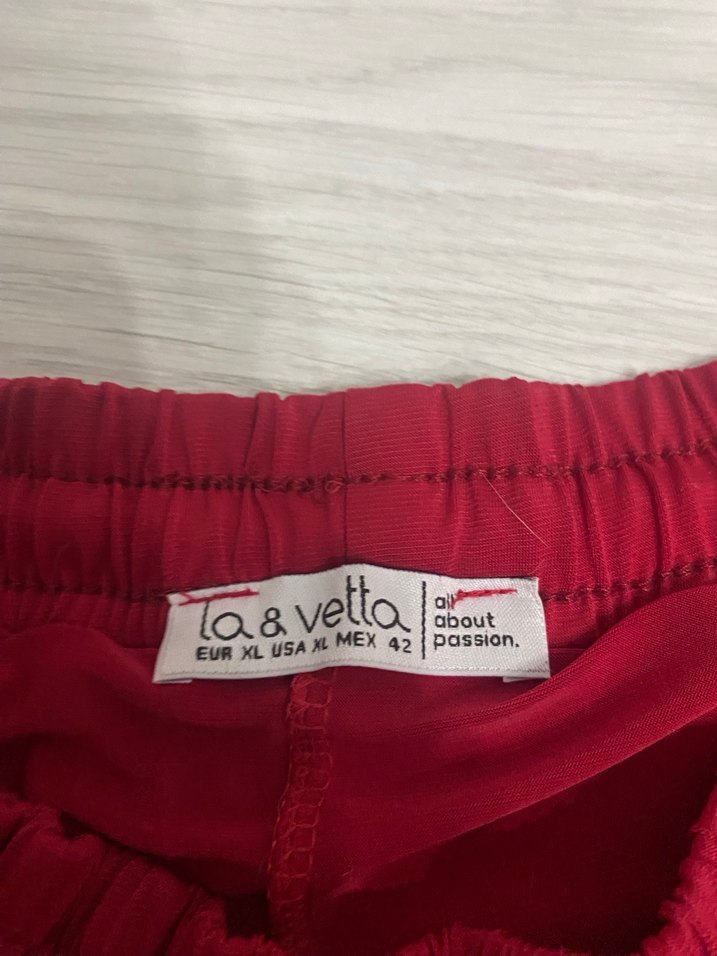 la & vetta
EUR XL USA XL MEX 42
all
about
passion.